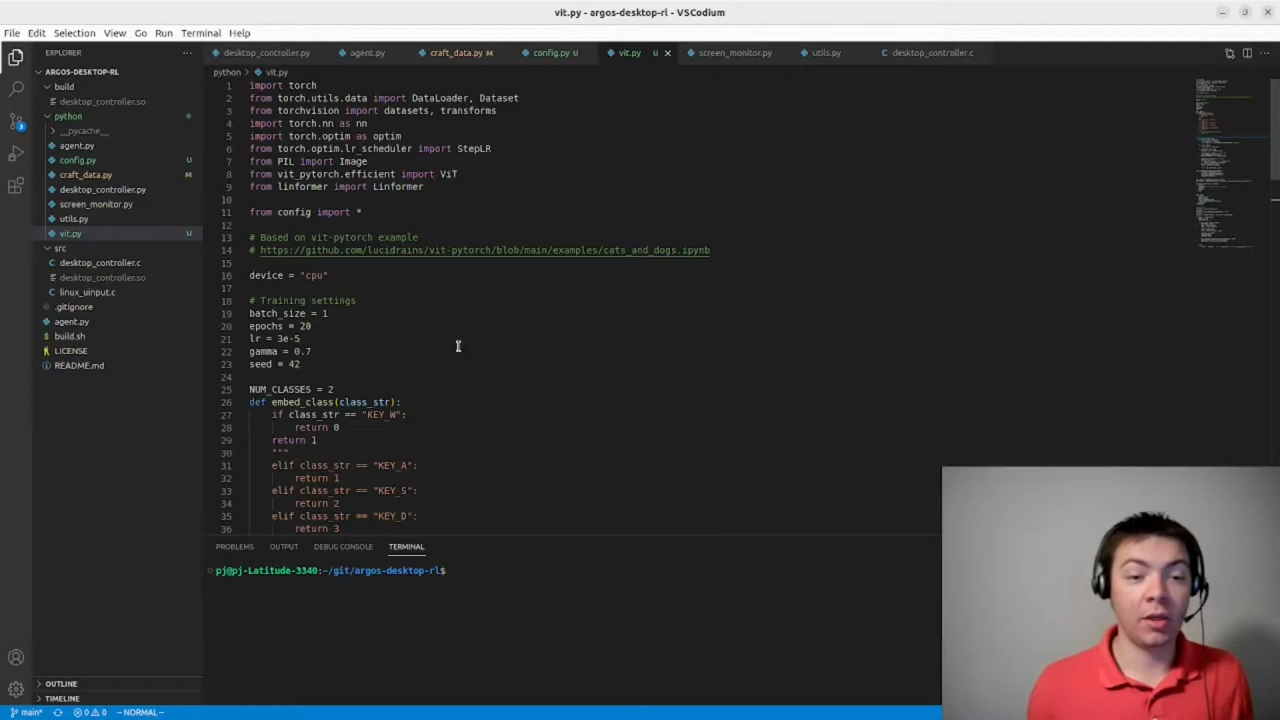 vit.py - argos-desktop-rl - VSCodium
File Edit Selection View Go Run Terminal Help
EXPLORER
ARGOS-DESKTOP-RL
build
desktop_controller.so
python
__pycache__
agent.py
config.py U
craft_data.py M
desktop_controller.py
screen_monitor.py
utils.py
vit.py U
src
desktop_controller.c
desktop_controller.so
linux_uinput.c
.gitignore
agent.py
build.sh
LICENSE
README.md
OUTLINE
TIMELINE
3
desktop_controller.py agent.py craft_data.py M config.py U vit.py U screen_monitor.py utils.py desktop_controller.c
python > vit.py
1 import torch
2 from torch.utils.data import DataLoader, Dataset
3 from torchvision import datasets, transforms
4 import torch.nn as nn
5 import torch.optim as optim
6 from torch.optim.lr_scheduler import StepLR
7 from PIL import Image
8 from vit_pytorch.efficient import ViT
9 from linformer import Linformer
10
11 from config import *
12
13 # Based on vit-pytorch example
14 # https://github.com/lucidrains/vit-pytorch/blob/main/examples/cats_and_dogs.ipynb
15
16 device = "cpu"
17
18 # Training settings
19 batch_size = 1
20 epochs = 20
21 lr = 3e-5
22 gamma = 0.7
23 seed = 42
24
25 NUM_CLASSES = 2
26 def embed_class(class_str):
27 if class_str == "KEY_W":
28 return 0
29 return 1
30 """
31 elif class_str == "KEY_A":
32 return 1
33 elif class_str == "KEY_S":
34 return 2
35 elif class_str == "KEY_D":
36 return 3
PROBLEMS OUTPUT DEBUG CONSOLE TERMINAL
pj@pj-Latitude-3340:~/git/argos-desktop-rl$
main* 0 0 -- NORMAL --